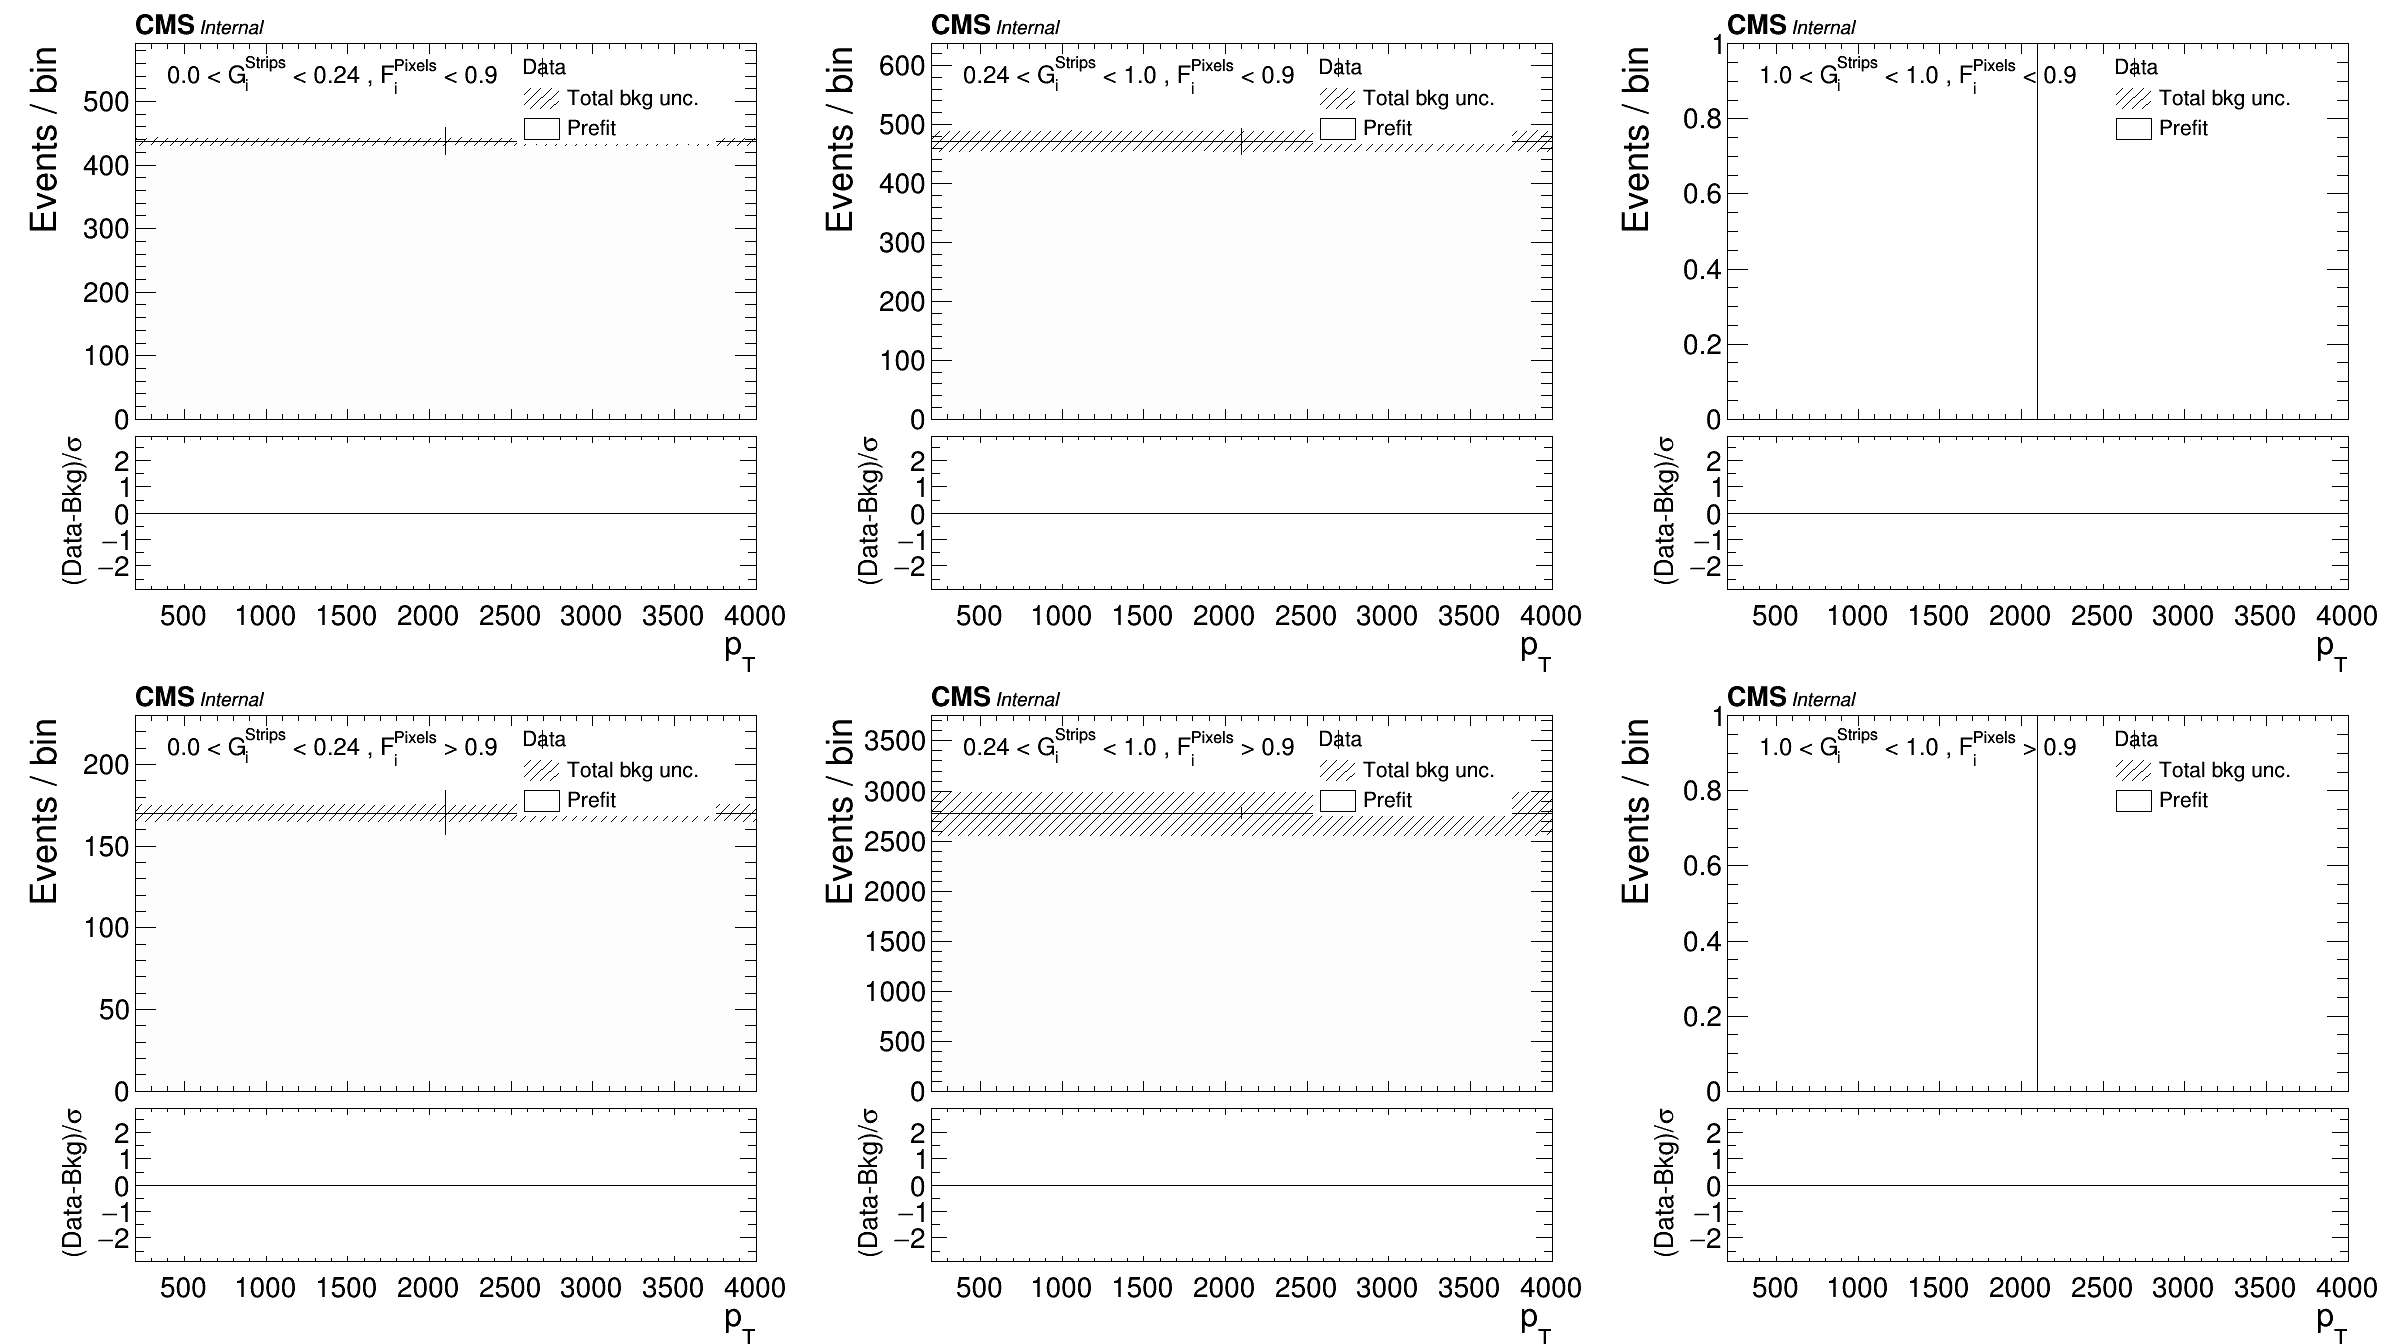 CMS Internal
0.0 < G_i^Strips < 0.24 , F_i^Pixels < 0.9
Data
Total bkg unc.
Prefit
Events / bin
500
400
300
200
100
0
(Data-Bkg)/σ
2
1
0
−1
−2
500 1000 1500 2000 2500 3000 3500 4000
p_T
CMS Internal
0.24 < G_i^Strips < 1.0 , F_i^Pixels < 0.9
Data
Total bkg unc.
Prefit
Events / bin
600
500
400
300
200
100
0
(Data-Bkg)/σ
2
1
0
−1
−2
500 1000 1500 2000 2500 3000 3500 4000
p_T
CMS Internal
1.0 < G_i^Strips < 1.0 , F_i^Pixels < 0.9
Data
Total bkg unc.
Prefit
Events / bin
1
0.8
0.6
0.4
0.2
0
(Data-Bkg)/σ
2
1
0
−1
−2
500 1000 1500 2000 2500 3000 3500 4000
p_T
CMS Internal
0.0 < G_i^Strips < 0.24 , F_i^Pixels > 0.9
Data
Total bkg unc.
Prefit
Events / bin
200
150
100
50
0
(Data-Bkg)/σ
2
1
0
−1
−2
500 1000 1500 2000 2500 3000 3500 4000
p_T
CMS Internal
0.24 < G_i^Strips < 1.0 , F_i^Pixels > 0.9
Data
Total bkg unc.
Prefit
Events / bin
3500
3000
2500
2000
1500
1000
500
0
(Data-Bkg)/σ
2
1
0
−1
−2
500 1000 1500 2000 2500 3000 3500 4000
p_T
CMS Internal
1.0 < G_i^Strips < 1.0 , F_i^Pixels > 0.9
Data
Total bkg unc.
Prefit
Events / bin
1
0.8
0.6
0.4
0.2
0
(Data-Bkg)/σ
2
1
0
−1
−2
500 1000 1500 2000 2500 3000 3500 4000
p_T